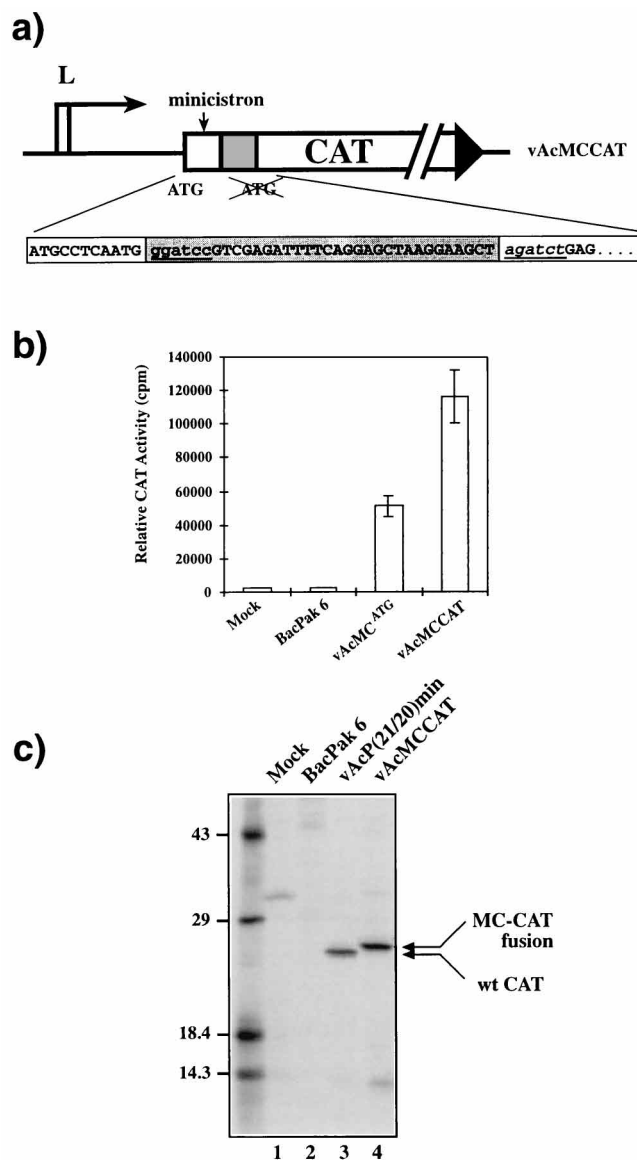 a)
L
minicistron
CAT
vAcMCCAT
ATG ATG
ATGCCTCAATG ggatccGTCGAGATTTTCAGGAGCTAAGGAAGCT agatctGAG....
b)
Relative CAT Activity (cpm)
140000
120000
100000
80000
60000
40000
20000
0
Mock
BacPak 6
vAcMC^ATG
vAcMCCAT
c)
Mock
BacPak 6
vAcP(21/20)min
vAcMCCAT
43
29
18.4
14.3
MC-CAT
fusion
wt CAT
1 2 3 4